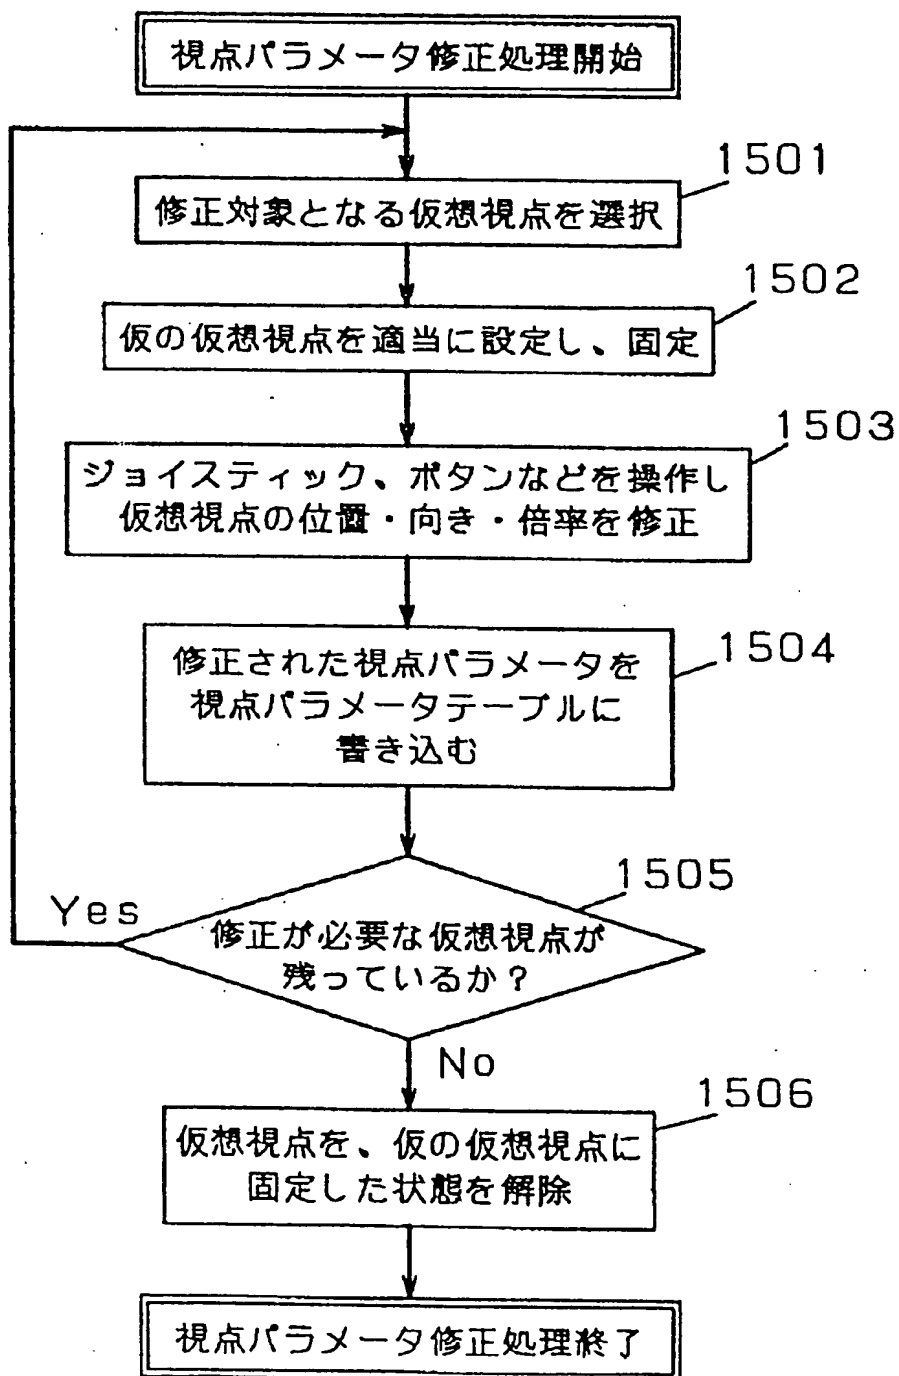 視点パラメータ修正処理開始
1501
修正対象となる仮想視点を選択
1502
仮の仮想視点を適当に設定し、固定
1503
ジョイスティック、ボタンなどを操作し
仮想視点の位置・向き・倍率を修正
1504
修正された視点パラメータを
視点パラメータテーブルに
書き込む
1505
Yes
修正が必要な仮想視点が
残っているか？
No
1506
仮想視点を、仮の仮想視点に
固定した状態を解除
視点パラメータ修正処理終了